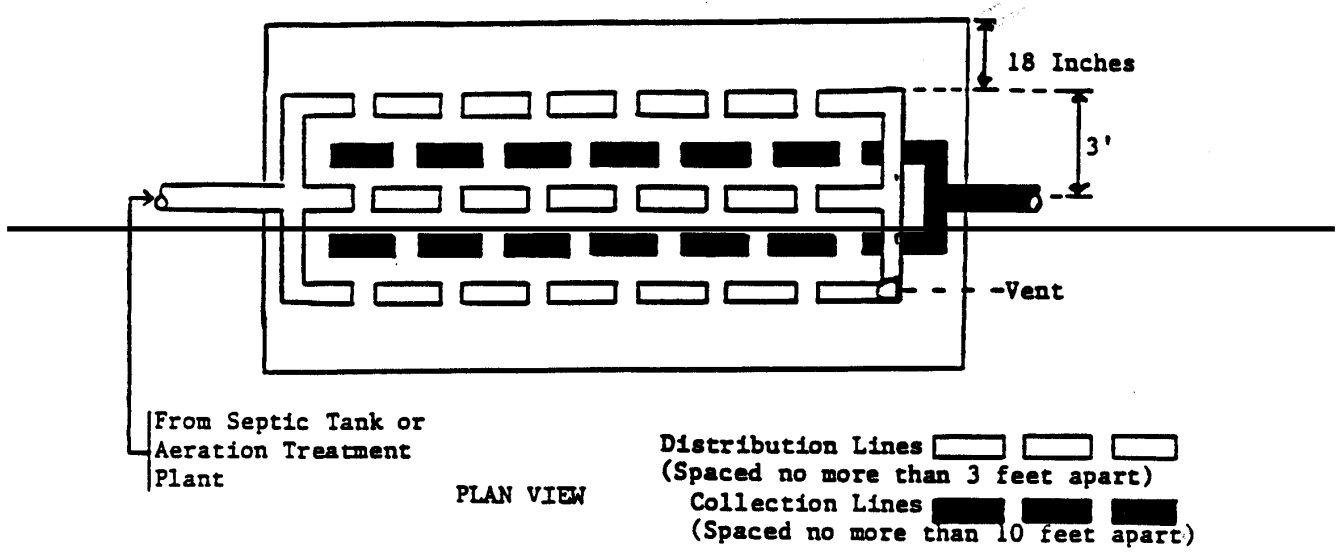 18 Inches
3'
Vent
From Septic Tank or
Aeration Treatment
Plant
PLAN VIEW
Distribution Lines
(Spaced no more than 3 feet apart)
Collection Lines
(Spaced no more than 10 feet apart)